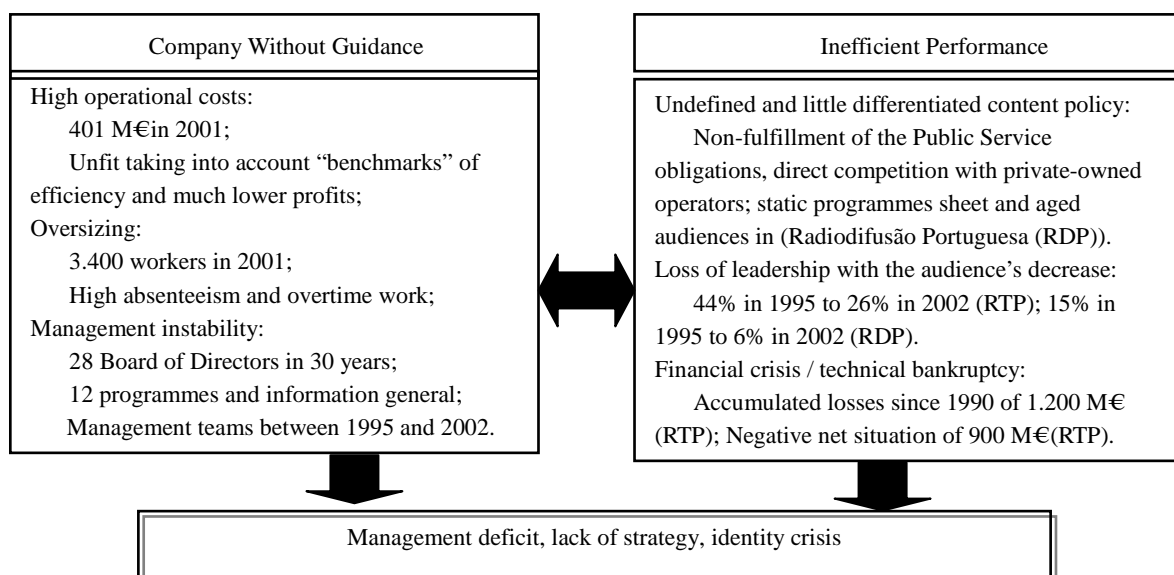 Company Without Guidance
High operational costs:
401 M€in 2001;
Unfit taking into account “benchmarks” of
efficiency and much lower profits;
Oversizing:
3.400 workers in 2001;
High absenteeism and overtime work;
Management instability:
28 Board of Directors in 30 years;
12 programmes and information general;
Management teams between 1995 and 2002.
Inefficient Performance
Undefined and little differentiated content policy:
Non-fulfillment of the Public Service
obligations, direct competition with private-owned
operators; static programmes sheet and aged
audiences in (Radiodifusão Portuguesa (RDP)).
Loss of leadership with the audience’s decrease:
44% in 1995 to 26% in 2002 (RTP); 15% in
1995 to 6% in 2002 (RDP).
Financial crisis / technical bankruptcy:
Accumulated losses since 1990 of 1.200 M€
(RTP); Negative net situation of 900 M€(RTP).
Management deficit, lack of strategy, identity crisis